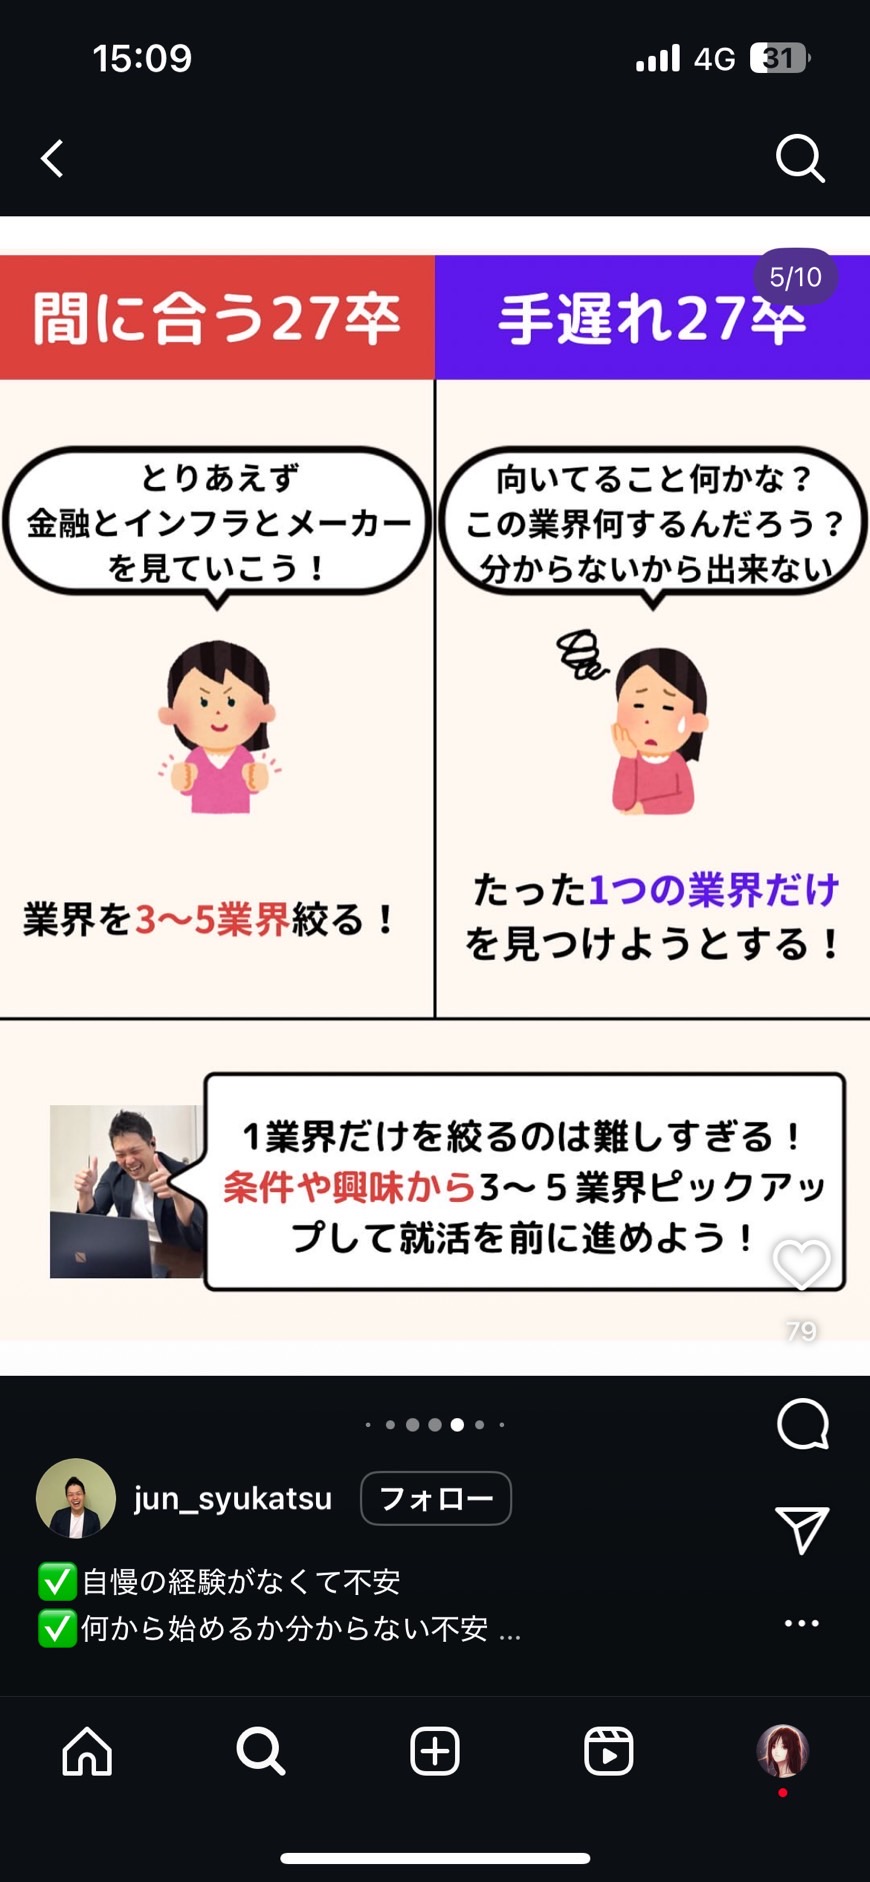 15:09
4G
31
5/10
間に合う27卒
手遅れ27卒
とりあえず
金融とインフラとメーカー
を見ていこう！
向いてること何かな？
この業界何するんだろう？
分からないから出来ない
業界を3〜5業界絞る！
たった1つの業界だけ
を見つけようとする！
1業界だけを絞るのは難しすぎる！
条件や興味から3〜５業界ピックアッ
プして就活を前に進めよう！
79
jun_syukatsu
フォロー
✅自慢の経験がなくて不安
✅何から始めるか分からない不安 ...